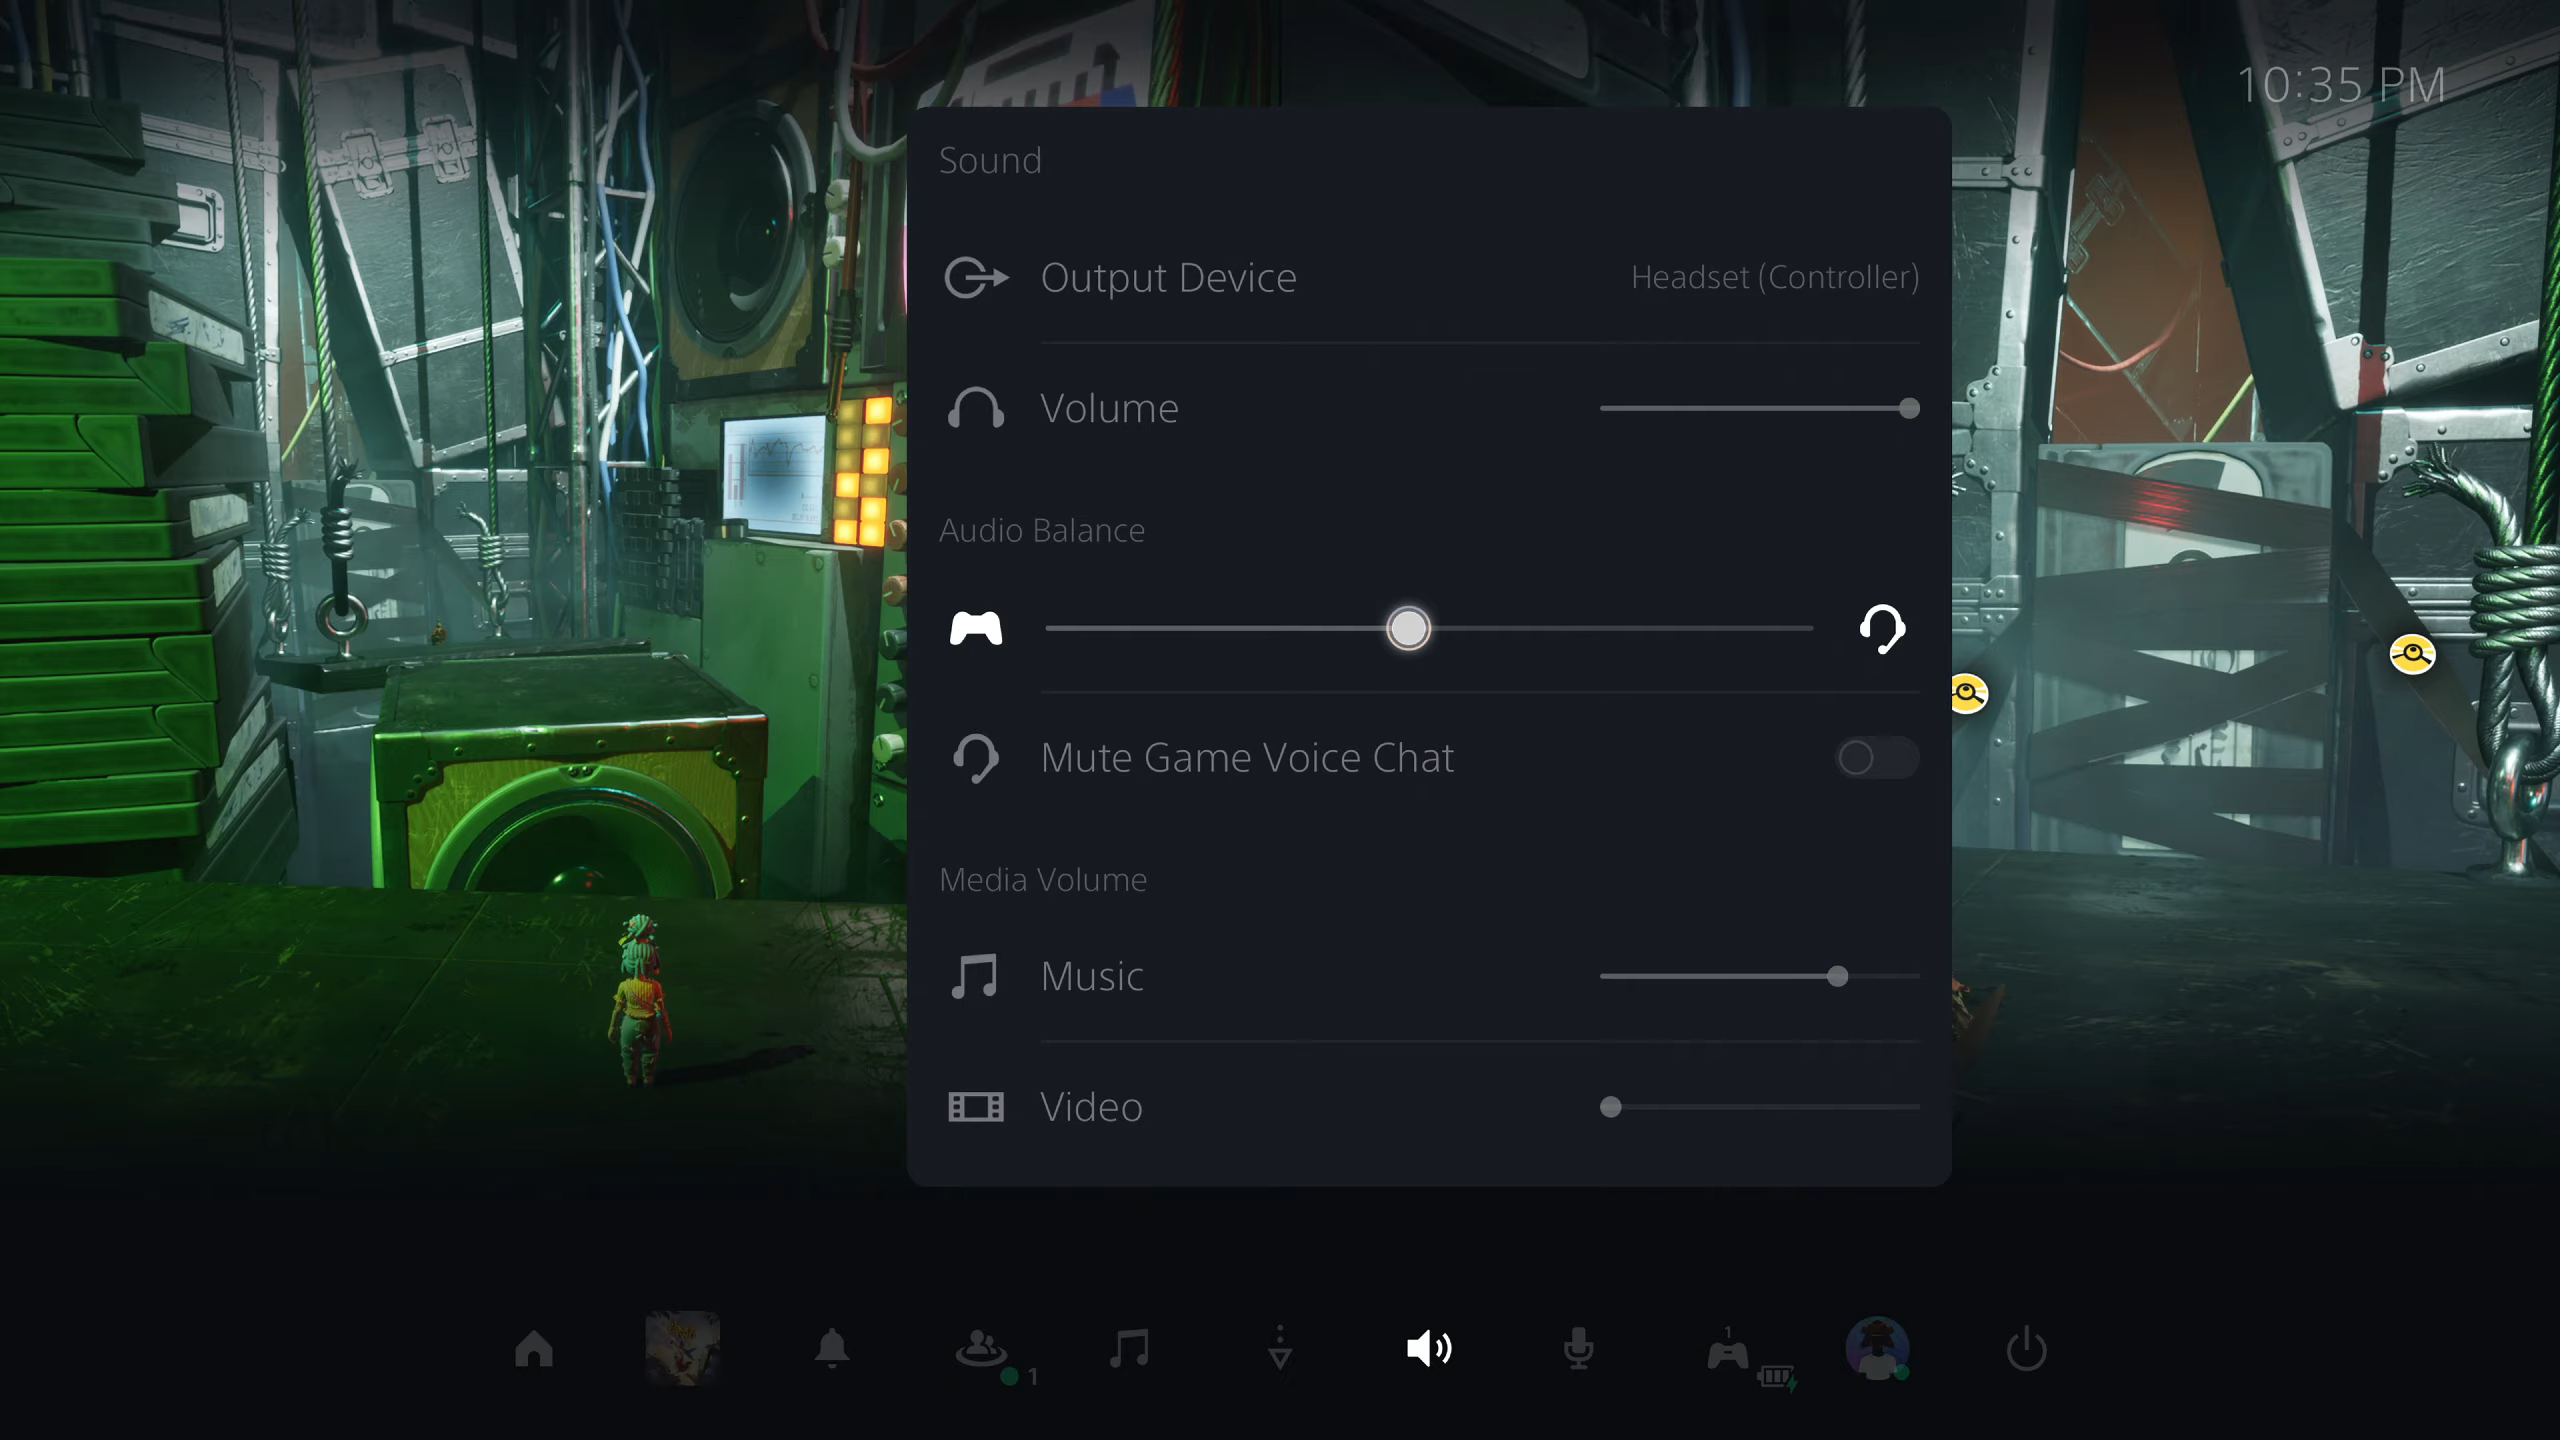 10:35 PM
Sound
Output Device Headset (Controller)
Volume
Audio Balance
Mute Game Voice Chat
Media Volume
Music
Video
1
1